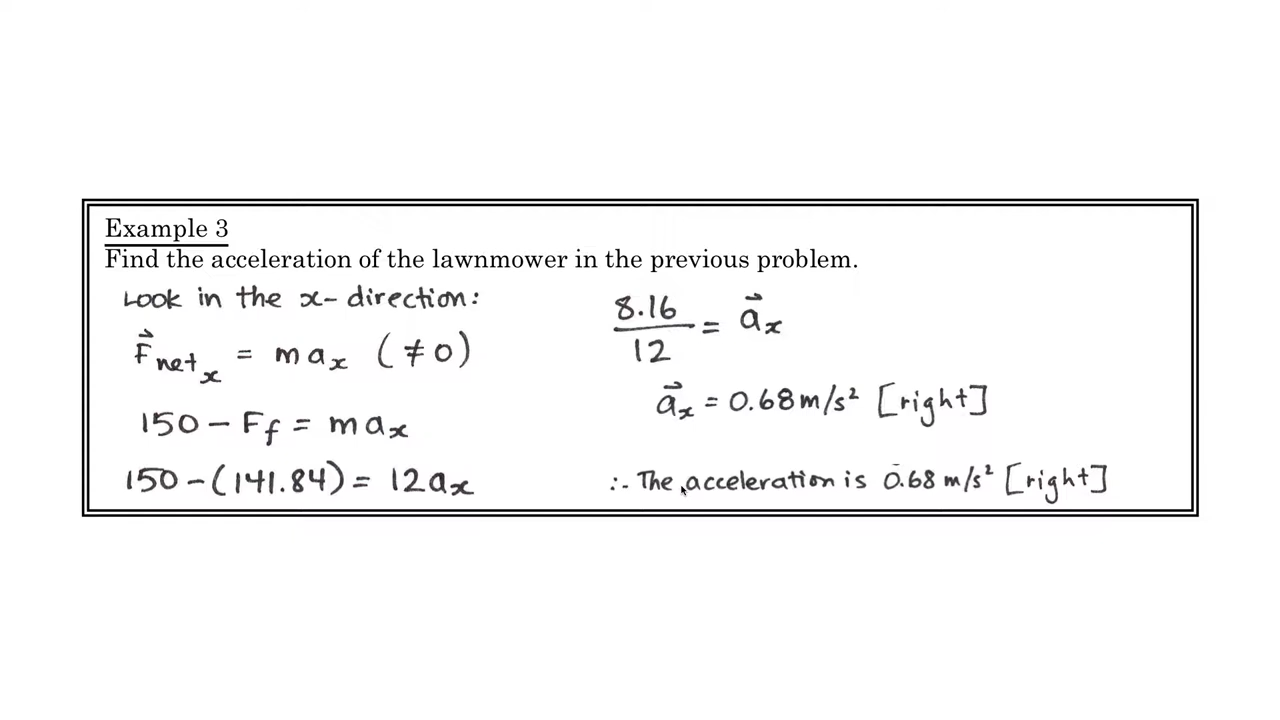 Example 3
Find the acceleration of the lawnmower in the previous problem.
Look in the x-direction:
F⃗net x = max (≠0)
150 - Ff = max
150 - (141.84) = 12ax
8.16/12 = a⃗x
a⃗x = 0.68 m/s² [right]
∴ The acceleration is 0.68 m/s² [right]